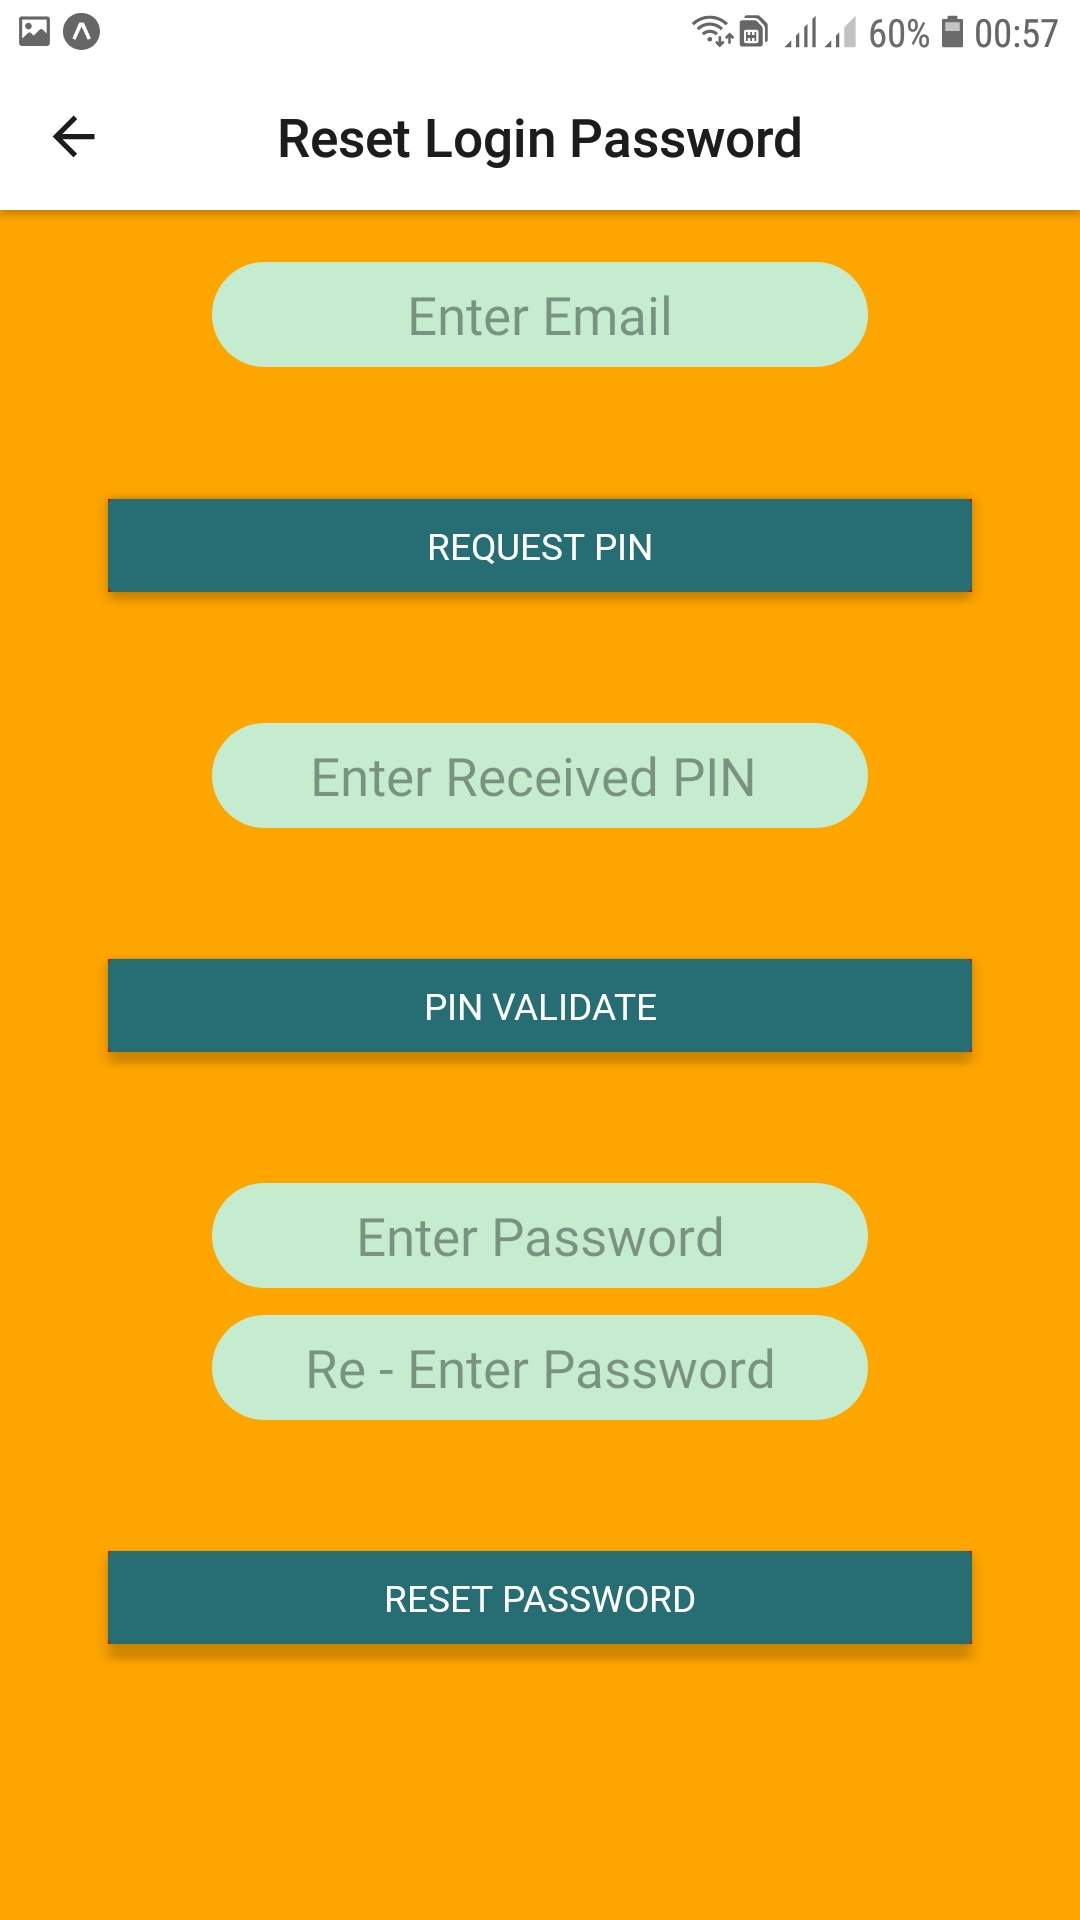 60% 00:57
Reset Login Password
Enter Email
REQUEST PIN
Enter Received PIN
PIN VALIDATE
Enter Password
Re - Enter Password
RESET PASSWORD